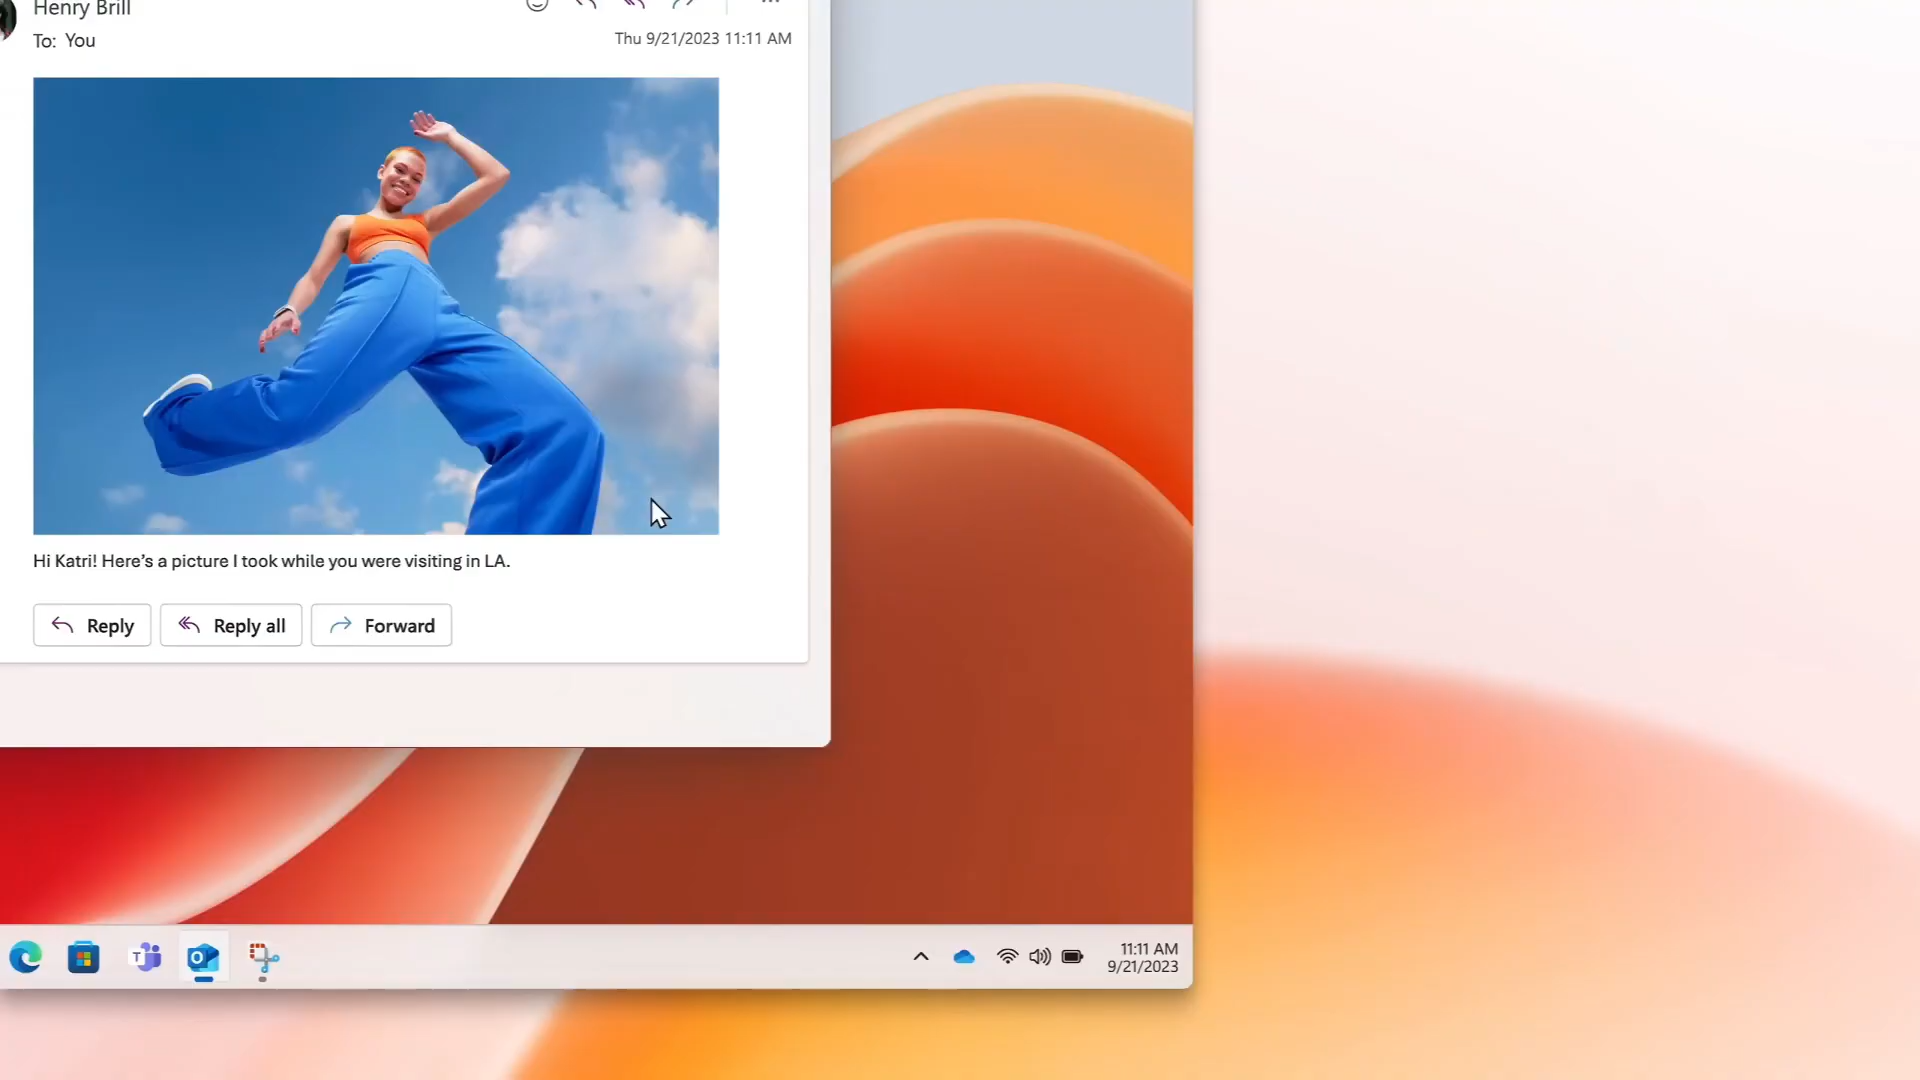 Henry Brill
To: You
Thu 9/21/2023 11:11 AM
Hi Katri! Here’s a picture I took while you were visiting in LA.
Reply
Reply all
Forward
11:11 AM
9/21/2023